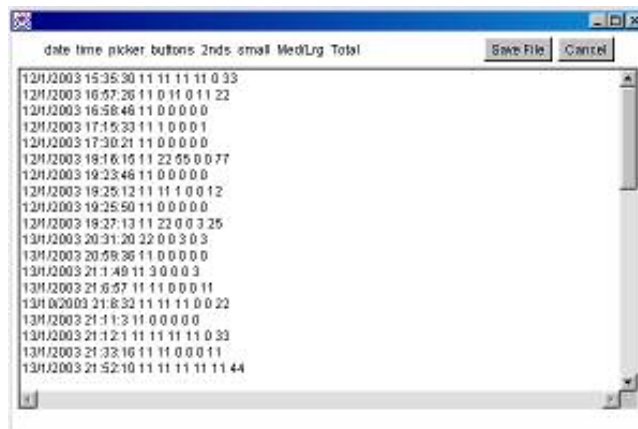 date time picker buttons 2nds small Med/Lrg Total
Save File Cancel
12/1/2003 15:35:30 11 11 11 11 0 33
12/1/2003 16:57:26 11 0 11 0 11 22
12/1/2003 16:58:46 11 0 0 0 0 0
12/1/2003 17:15:33 11 1 0 0 0 1
12/1/2003 17:30:21 11 0 0 0 0 0
12/1/2003 19:16:15 11 22 55 0 0 77
12/1/2003 19:23:46 11 0 0 0 0 0
12/1/2003 19:25:12 11 11 1 0 0 12
12/1/2003 19:25:50 11 0 0 0 0 0
12/1/2003 19:27:13 11 22 0 0 3 25
13/1/2003 20:31:20 22 0 0 3 0 3
13/1/2003 20:59:36 11 0 0 0 0 0
13/1/2003 21:1:49 11 3 0 0 0 3
13/1/2003 21:6:57 11 11 0 0 0 11
13/10/2003 21:8:32 11 11 11 0 0 22
13/1/2003 21:11:3 11 0 0 0 0 0
13/1/2003 21:12:1 11 11 11 11 0 33
13/1/2003 21:33:16 11 11 0 0 0 11
13/1/2003 21:52:10 11 11 11 11 11 44